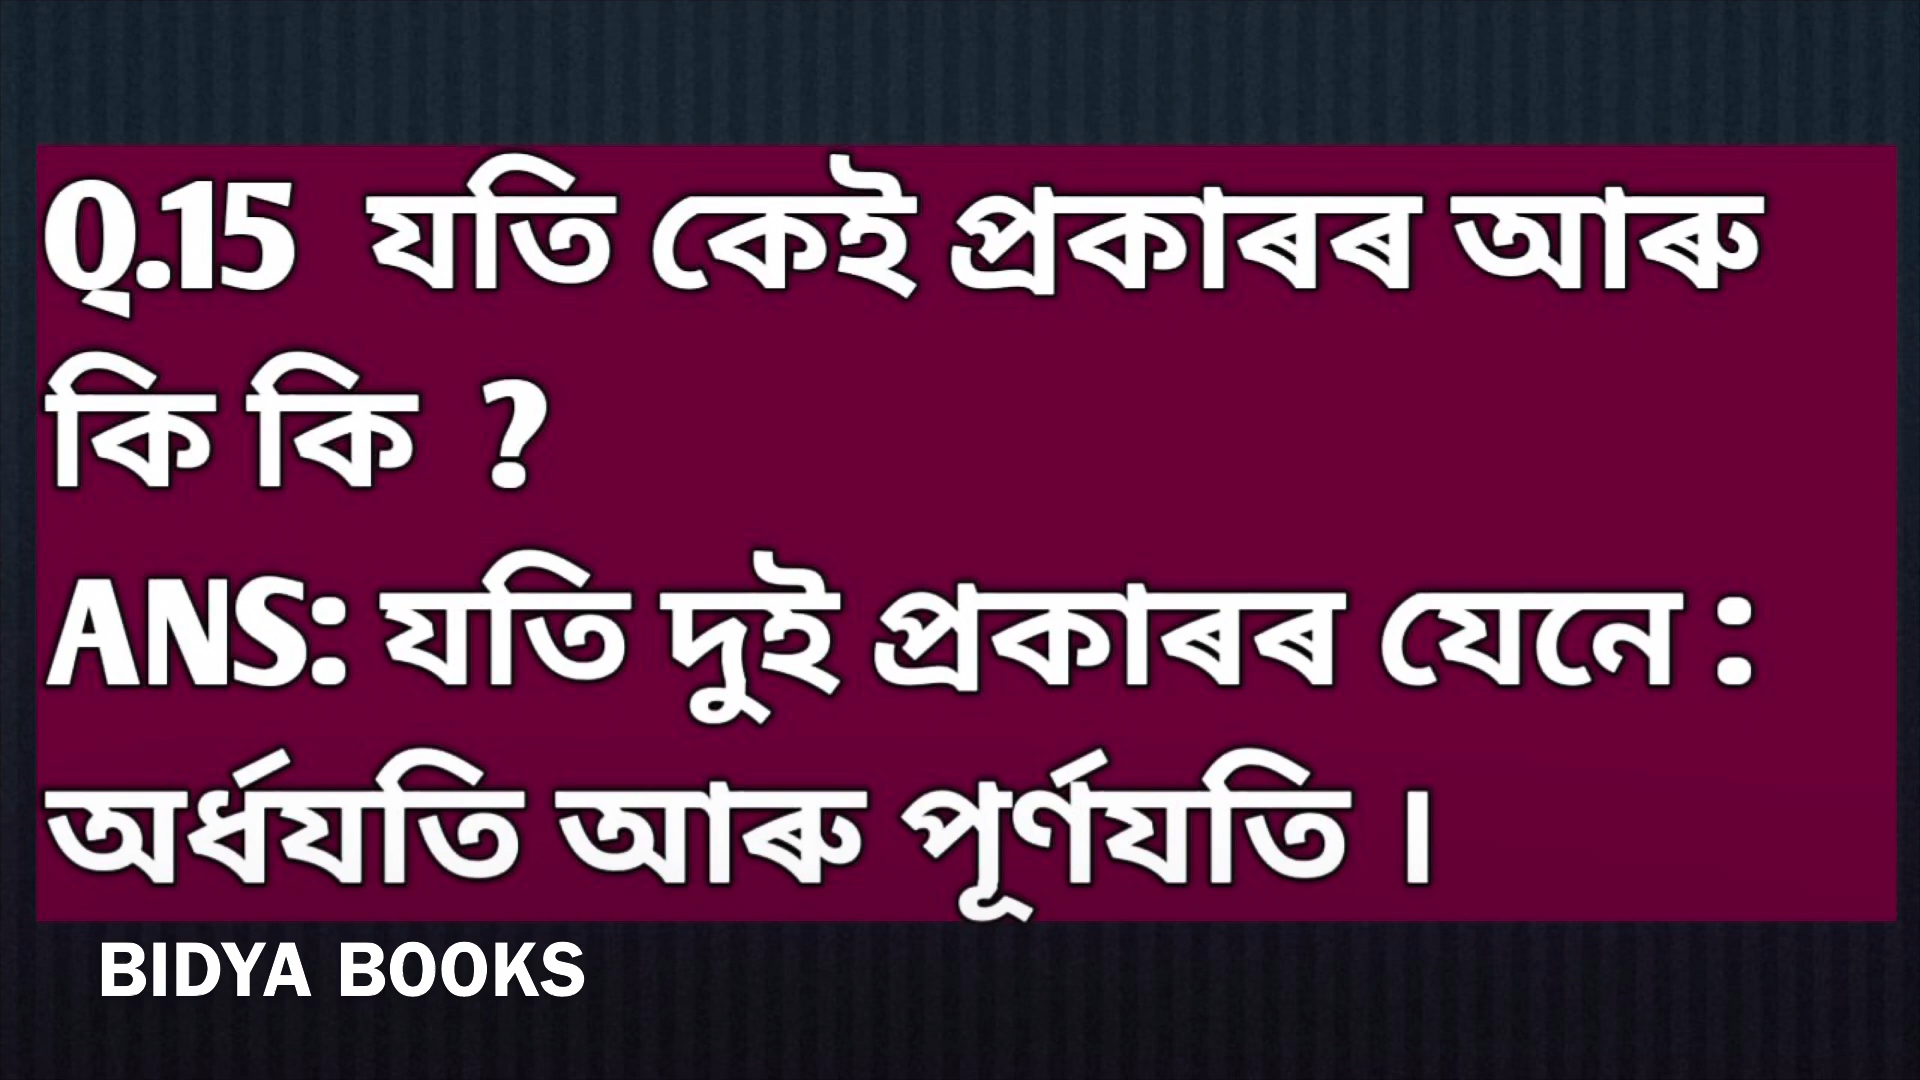 Q.15 যতি কেই প্ৰকাৰৰ আৰু
কি কি ?
ANS: যতি দুই প্ৰকাৰৰ যেনে :
অৰ্ধযতি আৰু পূৰ্ণযতি ।
BIDYA BOOKS